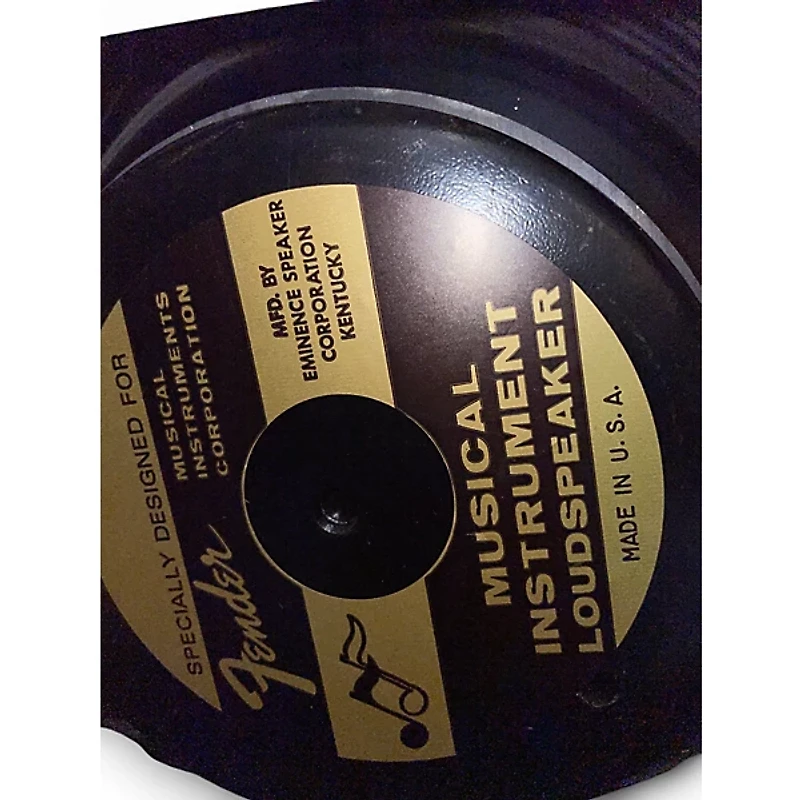 SPECIALLY DESIGNED FOR
Fender MUSICAL
INSTRUMENTS
CORPORATION
MFD. BY
EMINENCE SPEAKER
CORPORATION
KENTUCKY
MUSICAL
INSTRUMENT
LOUDSPEAKER
MADE IN U.S.A.